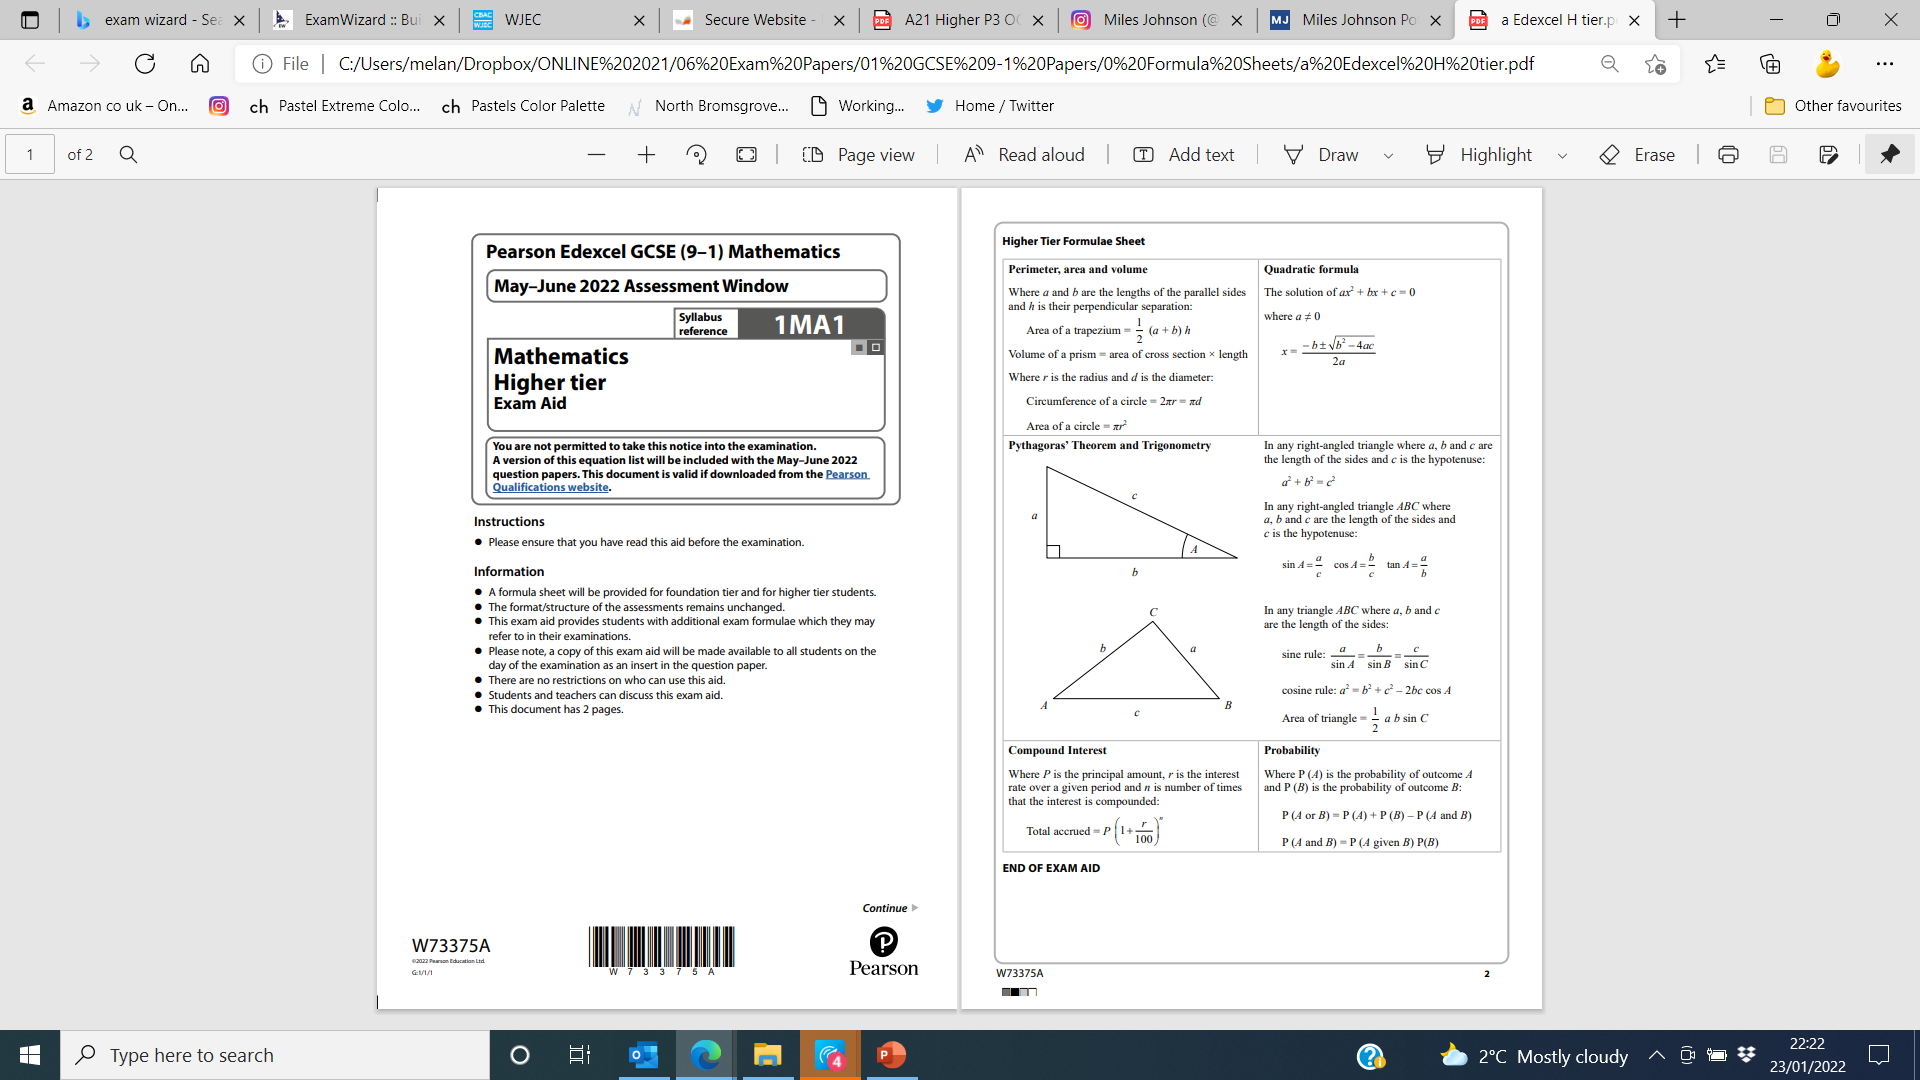 exam wizard - Sea
ExamWizard :: Bui
WJEC
Secure Website -
A21 Higher P3 OC
Miles Johnson (@
Miles Johnson Po
a Edexcel H tier.p
File
C:/Users/melan/Dropbox/ONLINE%202021/06%20Exam%20Papers/01%20GCSE%209-1%20Papers/0%20Formula%20Sheets/a%20Edexcel%20H%20tier.pdf
Amazon co uk – On...
ch Pastel Extreme Colo...
ch Pastels Color Palette
North Bromsgrove...
Working...
Home / Twitter
Other favourites
1 of 2
Page view
Read aloud
Add text
Draw
Highlight
Erase
Pearson Edexcel GCSE (9–1) Mathematics
May–June 2022 Assessment Window
Syllabus
reference
1MA1
Mathematics
Higher tier
Exam Aid
You are not permitted to take this notice into the examination.
A version of this equation list will be included with the May–June 2022
question papers. This document is valid if downloaded from the Pearson
Qualifications website.
Instructions
● Please ensure that you have read this aid before the examination.
Information
● A formula sheet will be provided for foundation tier and for higher tier students.
● The format/structure of the assessments remains unchanged.
● This exam aid provides students with additional exam formulae which they may
refer to in their examinations.
● Please note, a copy of this exam aid will be made available to all students on the
day of the examination as an insert in the question paper.
● There are no restrictions on who can use this aid.
● Students and teachers can discuss this exam aid.
● This document has 2 pages.
Continue
W73375A
©2022 Pearson Education Ltd.
G:1/1/1
W 7 3 3 7 5 A
Pearson
Higher Tier Formulae Sheet
Perimeter, area and volume
Where a and b are the lengths of the parallel sides
and h is their perpendicular separation:
Area of a trapezium = 1/2 (a + b) h
Volume of a prism = area of cross section × length
Where r is the radius and d is the diameter:
Circumference of a circle = 2πr = πd
Area of a circle = πr²
Quadratic formula
The solution of ax² + bx + c = 0
where a ≠ 0
x = (−b ± √(b² − 4ac)) / 2a
Pythagoras' Theorem and Trigonometry
a
c
A
b
C
b
a
A
c
B
In any right-angled triangle where a, b and c are
the length of the sides and c is the hypotenuse:
a² + b² = c²
In any right-angled triangle ABC where
a, b and c are the length of the sides and
c is the hypotenuse:
sin A = a/c cos A = b/c tan A = a/b
In any triangle ABC where a, b and c
are the length of the sides:
sine rule: a/sin A = b/sin B = c/sin C
cosine rule: a² = b² + c² – 2bc cos A
Area of triangle = 1/2 a b sin C
Compound Interest
Where P is the principal amount, r is the interest
rate over a given period and n is number of times
that the interest is compounded:
Total accrued = P (1 + r/100)ⁿ
Probability
Where P (A) is the probability of outcome A
and P (B) is the probability of outcome B:
P (A or B) = P (A) + P (B) – P (A and B)
P (A and B) = P (A given B) P(B)
END OF EXAM AID
W73375A
2
Type here to search
4
2°C Mostly cloudy
22:22
23/01/2022